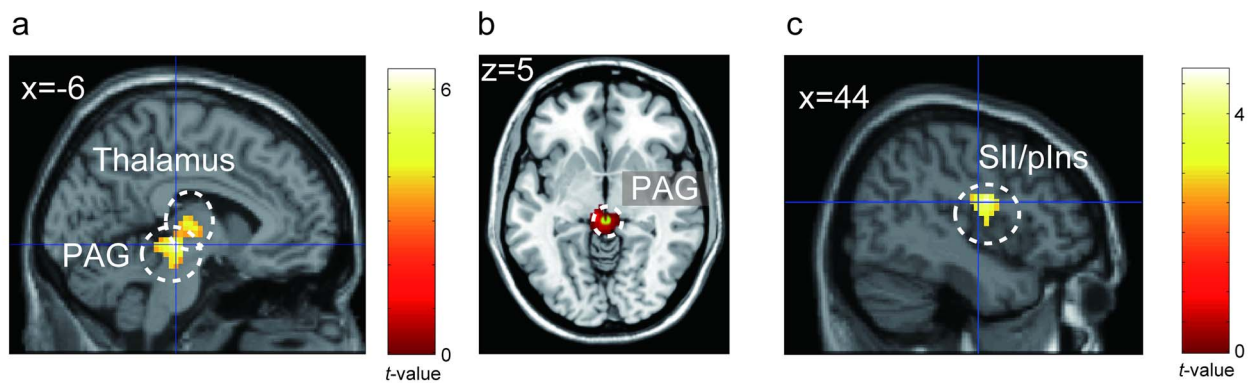 a
x=-6
Thalamus
PAG
6
0
t-value
b
z=5
PAG
c
x=44
SII/pIns
4
0
t-value